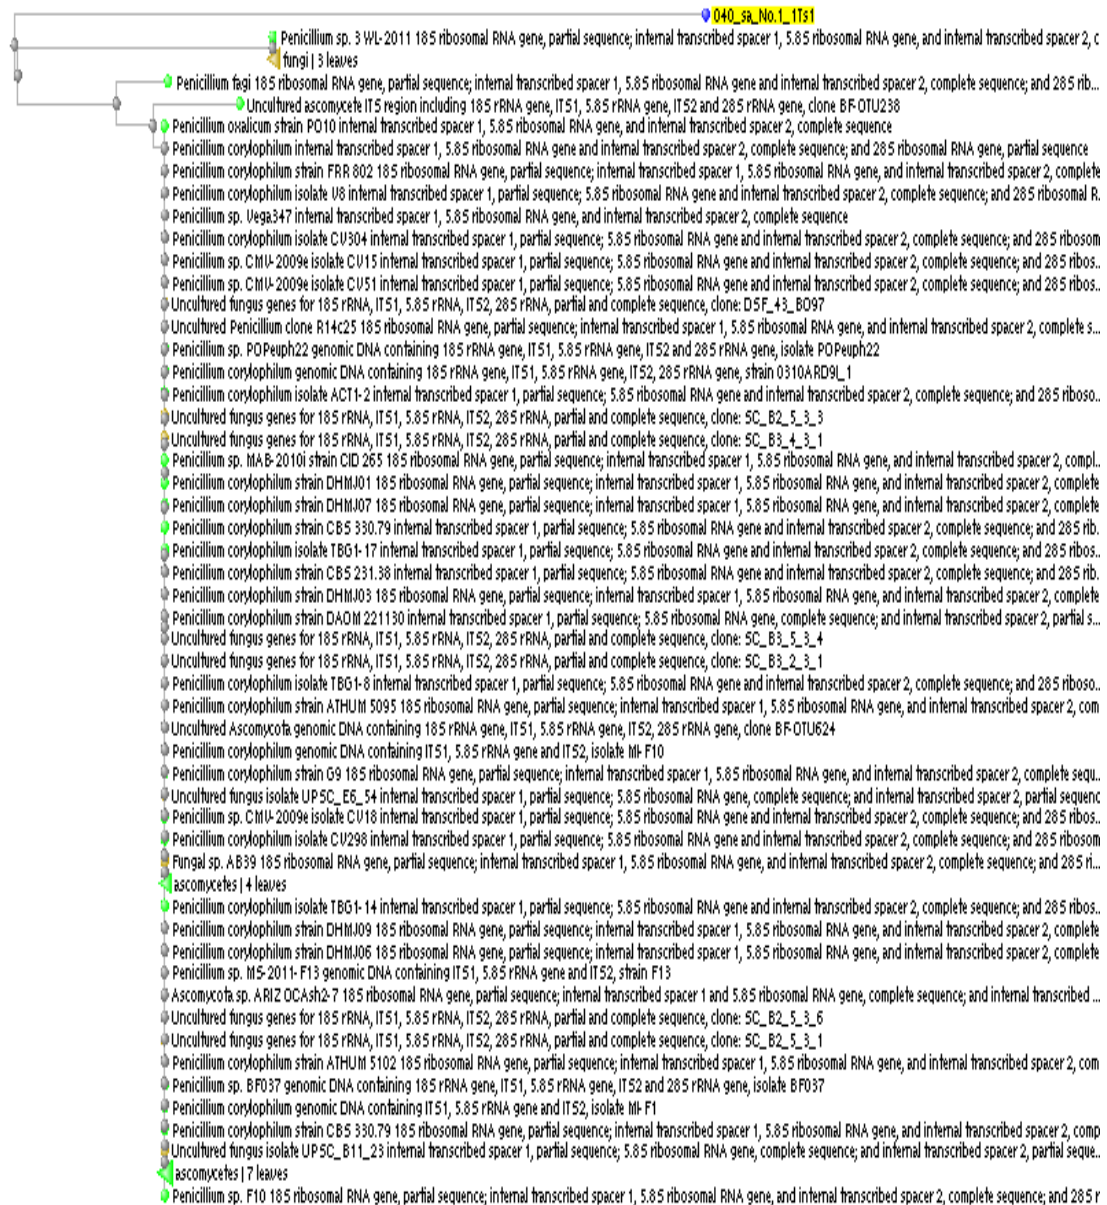 040_sa_No.1_1Ts1
Penicillium sp. 3 WL-2011 18S ribosomal RNA gene, partial sequence; internal transcribed spacer 1, 5.8S ribosomal RNA gene, and internal transcribed spacer 2, c
fungi | 3 leaves
Penicillium fagi 18S ribosomal RNA gene, partial sequence; internal transcribed spacer 1, 5.8S ribosomal RNA gene and internal transcribed spacer 2, complete sequence; and 28S rib...
Uncultured ascomycete ITS region including 18S rRNA gene, ITS1, 5.8S rRNA gene, ITS2 and 28S rRNA gene, clone BF-OTU238
Penicillium oxalicum strain PO10 internal transcribed spacer 1, 5.8S ribosomal RNA gene, and internal transcribed spacer 2, complete sequence
Penicillium corylophilum internal transcribed spacer 1, 5.8S ribosomal RNA gene and internal transcribed spacer 2, complete sequence; and 28S ribosomal RNA gene, partial sequence
Penicillium corylophilum strain FRR 802 18S ribosomal RNA gene, partial sequence; internal transcribed spacer 1, 5.8S ribosomal RNA gene, and internal transcribed spacer 2, complete
Penicillium corylophilum isolate V8 internal transcribed spacer 1, partial sequence; 5.8S ribosomal RNA gene and internal transcribed spacer 2, complete sequence; and 28S ribosomal R.
Penicillium sp. Vega347 internal transcribed spacer 1, 5.8S ribosomal RNA gene, and internal transcribed spacer 2, complete sequence
Penicillium corylophilum isolate CV304 internal transcribed spacer 1, partial sequence; 5.8S ribosomal RNA gene and internal transcribed spacer 2, complete sequence; and 28S ribosom
Penicillium sp. CMV-2009e isolate CV15 internal transcribed spacer 1, partial sequence; 5.8S ribosomal RNA gene and internal transcribed spacer 2, complete sequence; and 28S ribos...
Penicillium sp. CMV-2009e isolate CV51 internal transcribed spacer 1, partial sequence; 5.8S ribosomal RNA gene and internal transcribed spacer 2, complete sequence; and 28S ribos...
Uncultured fungus genes for 18S rRNA, ITS1, 5.8S rRNA, ITS2, 28S rRNA, partial and complete sequence, clone: DSF_43_BO97
Uncultured Penicillium clone R14c25 18S ribosomal RNA gene, partial sequence; internal transcribed spacer 1, 5.8S ribosomal RNA gene, and internal transcribed spacer 2, complete s...
Penicillium sp. POPeuph22 genomic DNA containing 18S rRNA gene, ITS1, 5.8S rRNA gene, ITS2 and 28S rRNA gene, isolate POPeuph22
Penicillium corylophilum genomic DNA containing 18S rRNA gene, ITS1, 5.8S rRNA gene, ITS2, 28S rRNA gene, strain 0310ARD9I_1
Penicillium corylophilum isolate ACT1-2 internal transcribed spacer 1, partial sequence; 5.8S ribosomal RNA gene and internal transcribed spacer 2, complete sequence; and 28S riboso...
Uncultured fungus genes for 18S rRNA, ITS1, 5.8S rRNA, ITS2, 28S rRNA, partial and complete sequence, clone: SC_B2_5_3_3
Uncultured fungus genes for 18S rRNA, ITS1, 5.8S rRNA, ITS2, 28S rRNA, partial and complete sequence, clone: SC_B3_4_3_1
Penicillium sp. MAB-2010i strain CID 265 18S ribosomal RNA gene, partial sequence; internal transcribed spacer 1, 5.8S ribosomal RNA gene, and internal transcribed spacer 2, compl..
Penicillium corylophilum strain DHMJ01 18S ribosomal RNA gene, partial sequence; internal transcribed spacer 1, 5.8S ribosomal RNA gene, and internal transcribed spacer 2, complete
Penicillium corylophilum strain DHMJ07 18S ribosomal RNA gene, partial sequence; internal transcribed spacer 1, 5.8S ribosomal RNA gene, and internal transcribed spacer 2, complete
Penicillium corylophilum strain CBS 330.79 internal transcribed spacer 1, partial sequence; 5.8S ribosomal RNA gene and internal transcribed spacer 2, complete sequence; and 28S rib.
Penicillium corylophilum isolate TBG1-17 internal transcribed spacer 1, partial sequence; 5.8S ribosomal RNA gene and internal transcribed spacer 2, complete sequence; and 28S ribos..
Penicillium corylophilum strain CBS 231.38 internal transcribed spacer 1, partial sequence; 5.8S ribosomal RNA gene and internal transcribed spacer 2, complete sequence; and 28S rib.
Penicillium corylophilum strain DHMJ03 18S ribosomal RNA gene, partial sequence; internal transcribed spacer 1, 5.8S ribosomal RNA gene, and internal transcribed spacer 2, complete
Penicillium corylophilum strain DAOM 221130 internal transcribed spacer 1, partial sequence; 5.8S ribosomal RNA gene, complete sequence; and internal transcribed spacer 2, partial s...
Uncultured fungus genes for 18S rRNA, ITS1, 5.8S rRNA, ITS2, 28S rRNA, partial and complete sequence, clone: SC_B3_5_3_4
Uncultured fungus genes for 18S rRNA, ITS1, 5.8S rRNA, ITS2, 28S rRNA, partial and complete sequence, clone: SC_B3_2_3_1
Penicillium corylophilum isolate TBG1-8 internal transcribed spacer 1, partial sequence; 5.8S ribosomal RNA gene and internal transcribed spacer 2, complete sequence; and 28S riboso...
Penicillium corylophilum strain ATHUM 5095 18S ribosomal RNA gene, partial sequence; internal transcribed spacer 1, 5.8S ribosomal RNA gene, and internal transcribed spacer 2, com
Uncultured Ascomycota genomic DNA containing 18S rRNA gene, ITS1, 5.8S rRNA gene, ITS2, 28S rRNA gene, clone BF-OTU624
Penicillium corylophilum genomic DNA containing ITS1, 5.8S rRNA gene and ITS2, isolate MI-F10
Penicillium corylophilum strain G9 18S ribosomal RNA gene, partial sequence; internal transcribed spacer 1, 5.8S ribosomal RNA gene, and internal transcribed spacer 2, complete sequ...
Uncultured fungus isolate UPSC_E6_54 internal transcribed spacer 1, partial sequence; 5.8S ribosomal RNA gene, complete sequence; and internal transcribed spacer 2, partial sequenc
Penicillium sp. CMV-2009e isolate CV18 internal transcribed spacer 1, partial sequence; 5.8S ribosomal RNA gene and internal transcribed spacer 2, complete sequence; and 28S ribos...
Penicillium corylophilum isolate CV298 internal transcribed spacer 1, partial sequence; 5.8S ribosomal RNA gene and internal transcribed spacer 2, complete sequence; and 28S ribosom
Fungal sp. AB39 18S ribosomal RNA gene, partial sequence; internal transcribed spacer 1, 5.8S ribosomal RNA gene, and internal transcribed spacer 2, complete sequence; and 28S ri...
ascomycetes | 4 leaves
Penicillium corylophilum isolate TBG1-14 internal transcribed spacer 1, partial sequence; 5.8S ribosomal RNA gene and internal transcribed spacer 2, complete sequence; and 28S ribos..
Penicillium corylophilum strain DHMJ09 18S ribosomal RNA gene, partial sequence; internal transcribed spacer 1, 5.8S ribosomal RNA gene, and internal transcribed spacer 2, complete
Penicillium corylophilum strain DHMJ06 18S ribosomal RNA gene, partial sequence; internal transcribed spacer 1, 5.8S ribosomal RNA gene, and internal transcribed spacer 2, complete
Penicillium sp. MS-2011-F13 genomic DNA containing ITS1, 5.8S rRNA gene and ITS2, strain F13
Ascomycota sp. ARIZ OCAsh2-7 18S ribosomal RNA gene, partial sequence; internal transcribed spacer 1 and 5.8S ribosomal RNA gene, complete sequence; and internal transcribed ...
Uncultured fungus genes for 18S rRNA, ITS1, 5.8S rRNA, ITS2, 28S rRNA, partial and complete sequence, clone: SC_B2_5_3_6
Uncultured fungus genes for 18S rRNA, ITS1, 5.8S rRNA, ITS2, 28S rRNA, partial and complete sequence, clone: SC_B2_5_3_1
Penicillium corylophilum strain ATHUM 5102 18S ribosomal RNA gene, partial sequence; internal transcribed spacer 1, 5.8S ribosomal RNA gene, and internal transcribed spacer 2, com
Penicillium sp. BF037 genomic DNA containing 18S rRNA gene, ITS1, 5.8S rRNA gene, ITS2 and 28S rRNA gene, isolate BF037
Penicillium corylophilum genomic DNA containing ITS1, 5.8S rRNA gene and ITS2, isolate MI-F1
Penicillium corylophilum strain CBS 330.79 18S ribosomal RNA gene, partial sequence; internal transcribed spacer 1, 5.8S ribosomal RNA gene, and internal transcribed spacer 2, comp
Uncultured fungus isolate UPSC_B11_23 internal transcribed spacer 1, partial sequence; 5.8S ribosomal RNA gene, complete sequence; and internal transcribed spacer 2, partial seque..
ascomycetes | 7 leaves
Penicillium sp. F10 18S ribosomal RNA gene, partial sequence; internal transcribed spacer 1, 5.8S ribosomal RNA gene, and internal transcribed spacer 2, complete sequence; and 28S r